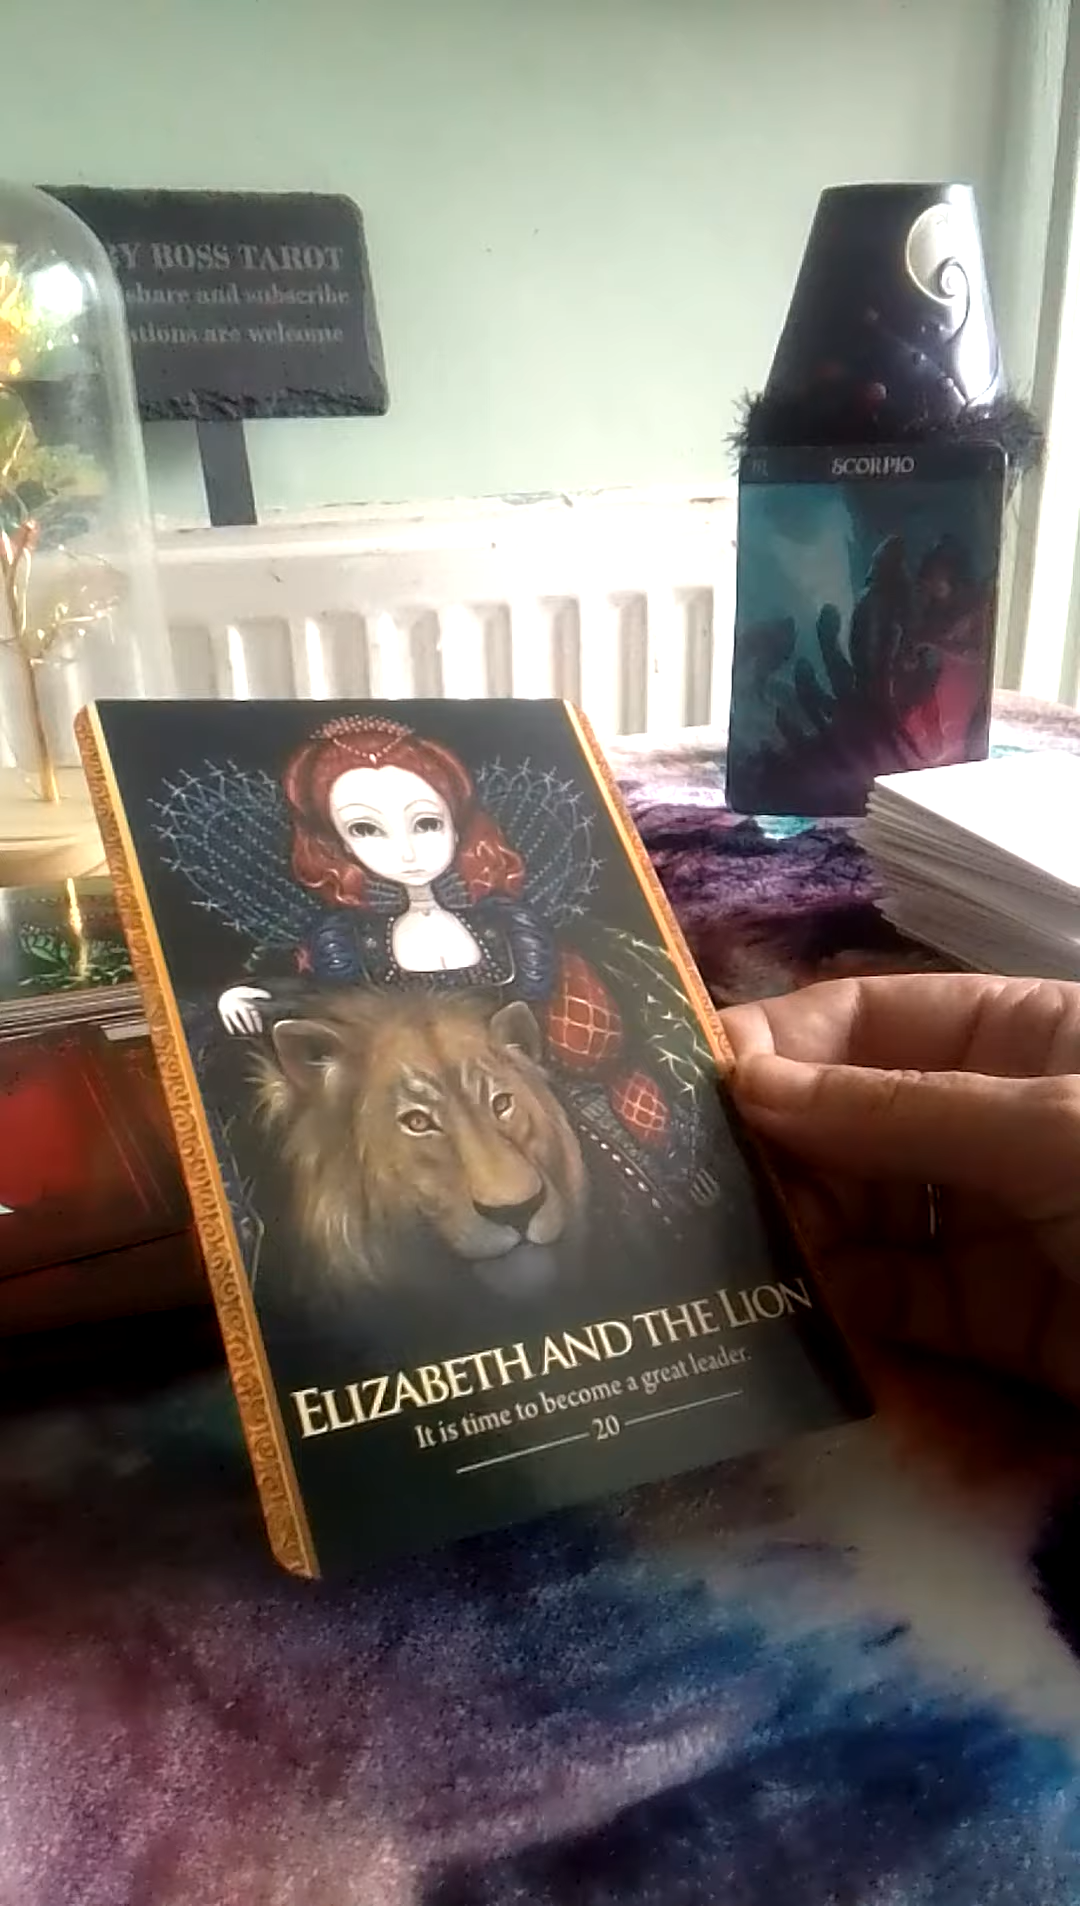 BOSS TAROT
share and subscribe
are welcome
SCORPIO
ELIZABETH AND THE LION
It is time to become a great leader.
20